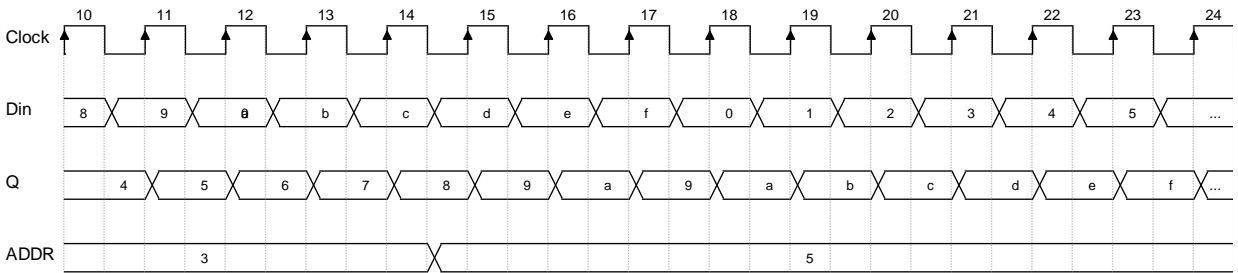 10 11 12 13 14 15 16 17 18 19 20 21 22 23 24
Clock
Din 8 9 b c d e f 0 1 2 3 4 5 ...
Q 4 5 6 7 8 9 a 9 a b c d e f ...
ADDR 3 5